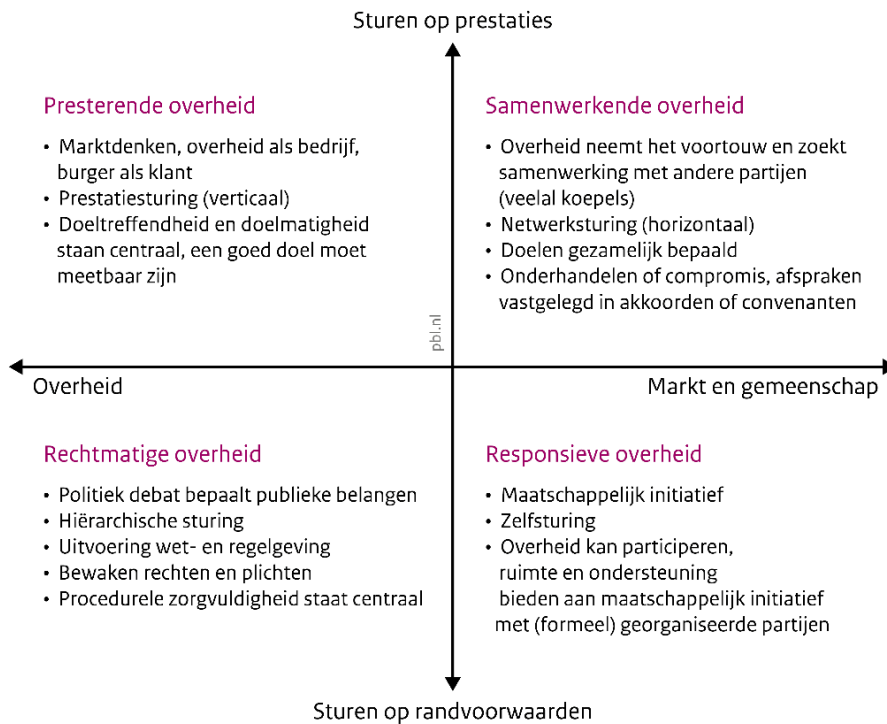 Sturen op prestaties
Presterende overheid
• Marktdenken, overheid als bedrijf,
burger als klant
• Prestatiesturing (verticaal)
• Doeltreffendheid en doelmatigheid
staan centraal, een goed doel moet
meetbaar zijn
Samenwerkende overheid
• Overheid neemt het voortouw en zoekt
samenwerking met andere partijen
(veelal koepels)
• Netwerksturing (horizontaal)
• Doelen gezamelijk bepaald
• Onderhandelen of compromis, afspraken
vastgelegd in akkoorden of convenanten
pbl.nl
Overheid
Markt en gemeenschap
Rechtmatige overheid
• Politiek debat bepaalt publieke belangen
• Hiërarchische sturing
• Uitvoering wet- en regelgeving
• Bewaken rechten en plichten
• Procedurele zorgvuldigheid staat centraal
Responsieve overheid
• Maatschappelijk initiatief
• Zelfsturing
• Overheid kan participeren,
ruimte en ondersteuning
bieden aan maatschappelijk initiatief
met (formeel) georganiseerde partijen
Sturen op randvoorwaarden